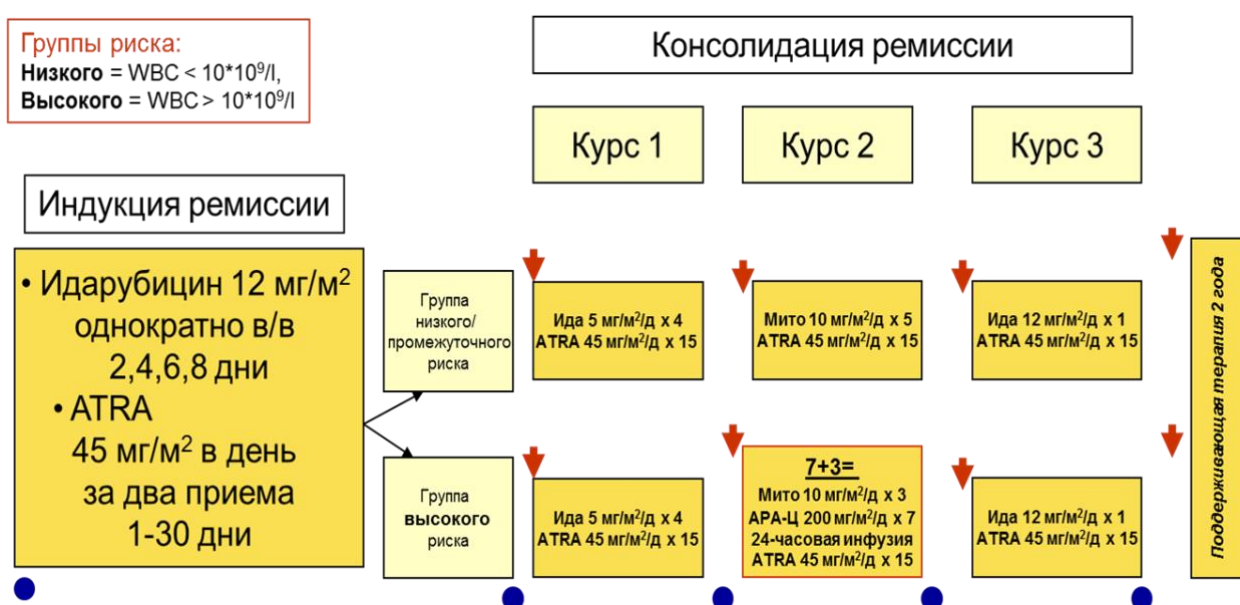 Группы риска:
Низкого = WBC < 10*10⁹/l,
Высокого = WBC > 10*10⁹/l
Консолидация ремиссии
Курс 1
Курс 2
Курс 3
Индукция ремиссии
• Идарубицин 12 мг/м²
однократно в/в
2,4,6,8 дни
• ATRA
45 мг/м² в день
за два приема
1-30 дни
Группа
низкого/
промежуточного
риска
Ида 5 мг/м²/д x 4
ATRA 45 мг/м²/д x 15
Мито 10 мг/м²/д x 5
ATRA 45 мг/м²/д x 15
Ида 12 мг/м²/д x 1
ATRA 45 мг/м²/д x 15
Группа
высокого
риска
Ида 5 мг/м²/д x 4
ATRA 45 мг/м²/д x 15
7+3=
Мито 10 мг/м²/д x 3
АРА-Ц 200 мг/м²/д x 7
24-часовая инфузия
ATRA 45 мг/м²/д x 15
Ида 12 мг/м²/д x 1
ATRA 45 мг/м²/д x 15
Поддерживающая терапия 2 года